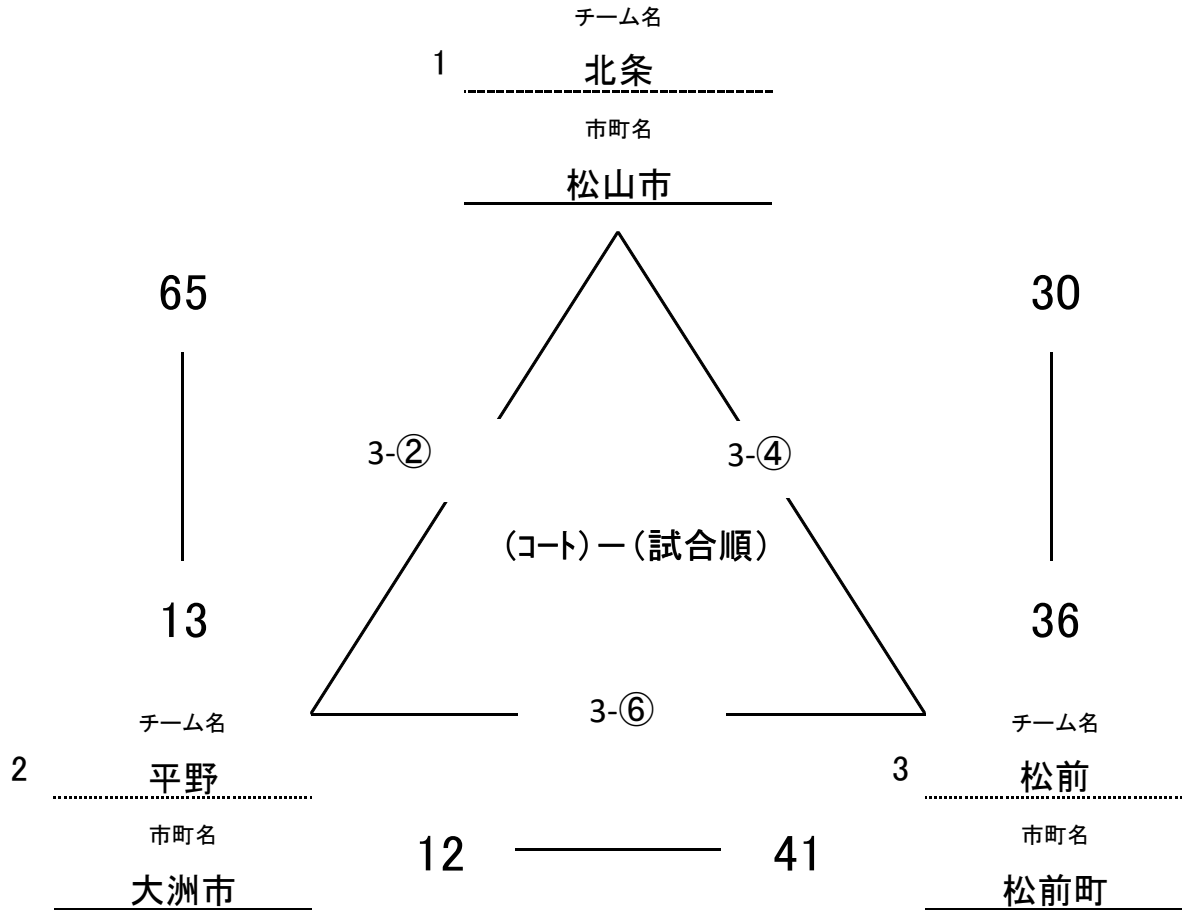 チーム名
1 北条
市町名
松山市
65 30
3-② 3-④
(コート)ー(試合順)
13 36
3-⑥
チーム名 チーム名
2 平野 3 松前
市町名 市町名
12 41
大洲市 松前町